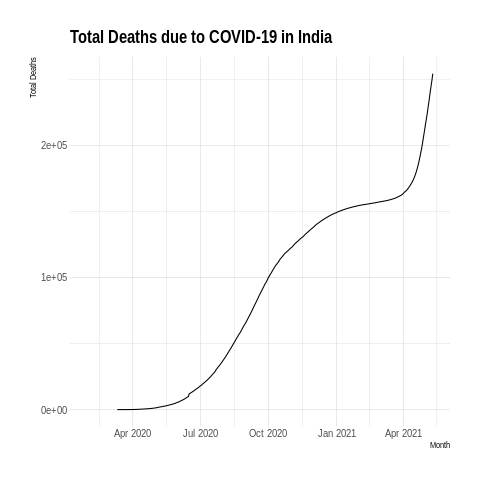 Total Deaths due to COVID-19 in India
Total Deaths
2e+05
1e+05
0e+00
Apr 2020 Jul 2020 Oct 2020 Jan 2021 Apr 2021
Month